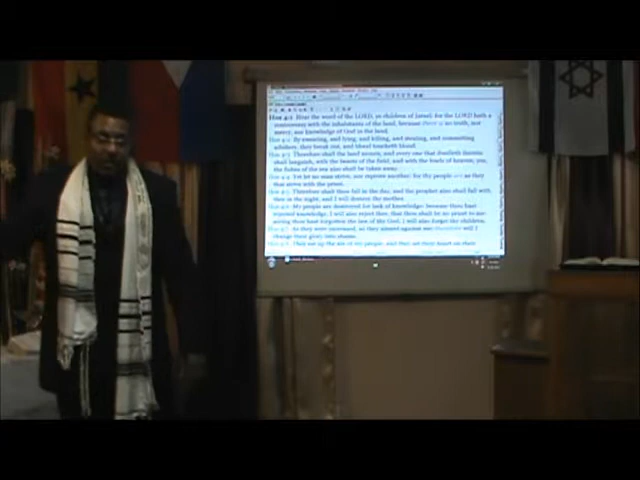 Hos 4:1 Hear the word of the LORD, ye children of Israel: for the LORD hath a
controversy with the inhabitants of the land, because there is no truth, nor
mercy, nor knowledge of God in the land.
Hos 4:2 By swearing, and lying, and killing, and stealing, and committing
adultery, they break out, and blood toucheth blood.
Hos 4:3 Therefore shall the land mourn, and every one that dwelleth therein
shall languish, with the beasts of the field, and with the fowls of heaven; yea,
the fishes of the sea also shall be taken away.
Hos 4:4 Yet let no man strive, nor reprove another: for thy people are as they
that strive with the priest.
Hos 4:5 Therefore shalt thou fall in the day, and the prophet also shall fall with
thee in the night, and I will destroy thy mother.
Hos 4:6 My people are destroyed for lack of knowledge: because thou hast
rejected knowledge, I will also reject thee, that thou shalt be no priest to me:
seeing thou hast forgotten the law of thy God, I will also forget thy children.
Hos 4:7 As they were increased, so they sinned against me: therefore will I
change their glory into shame.
Hos 4:8 They eat up the sin of my people, and they set their heart on their